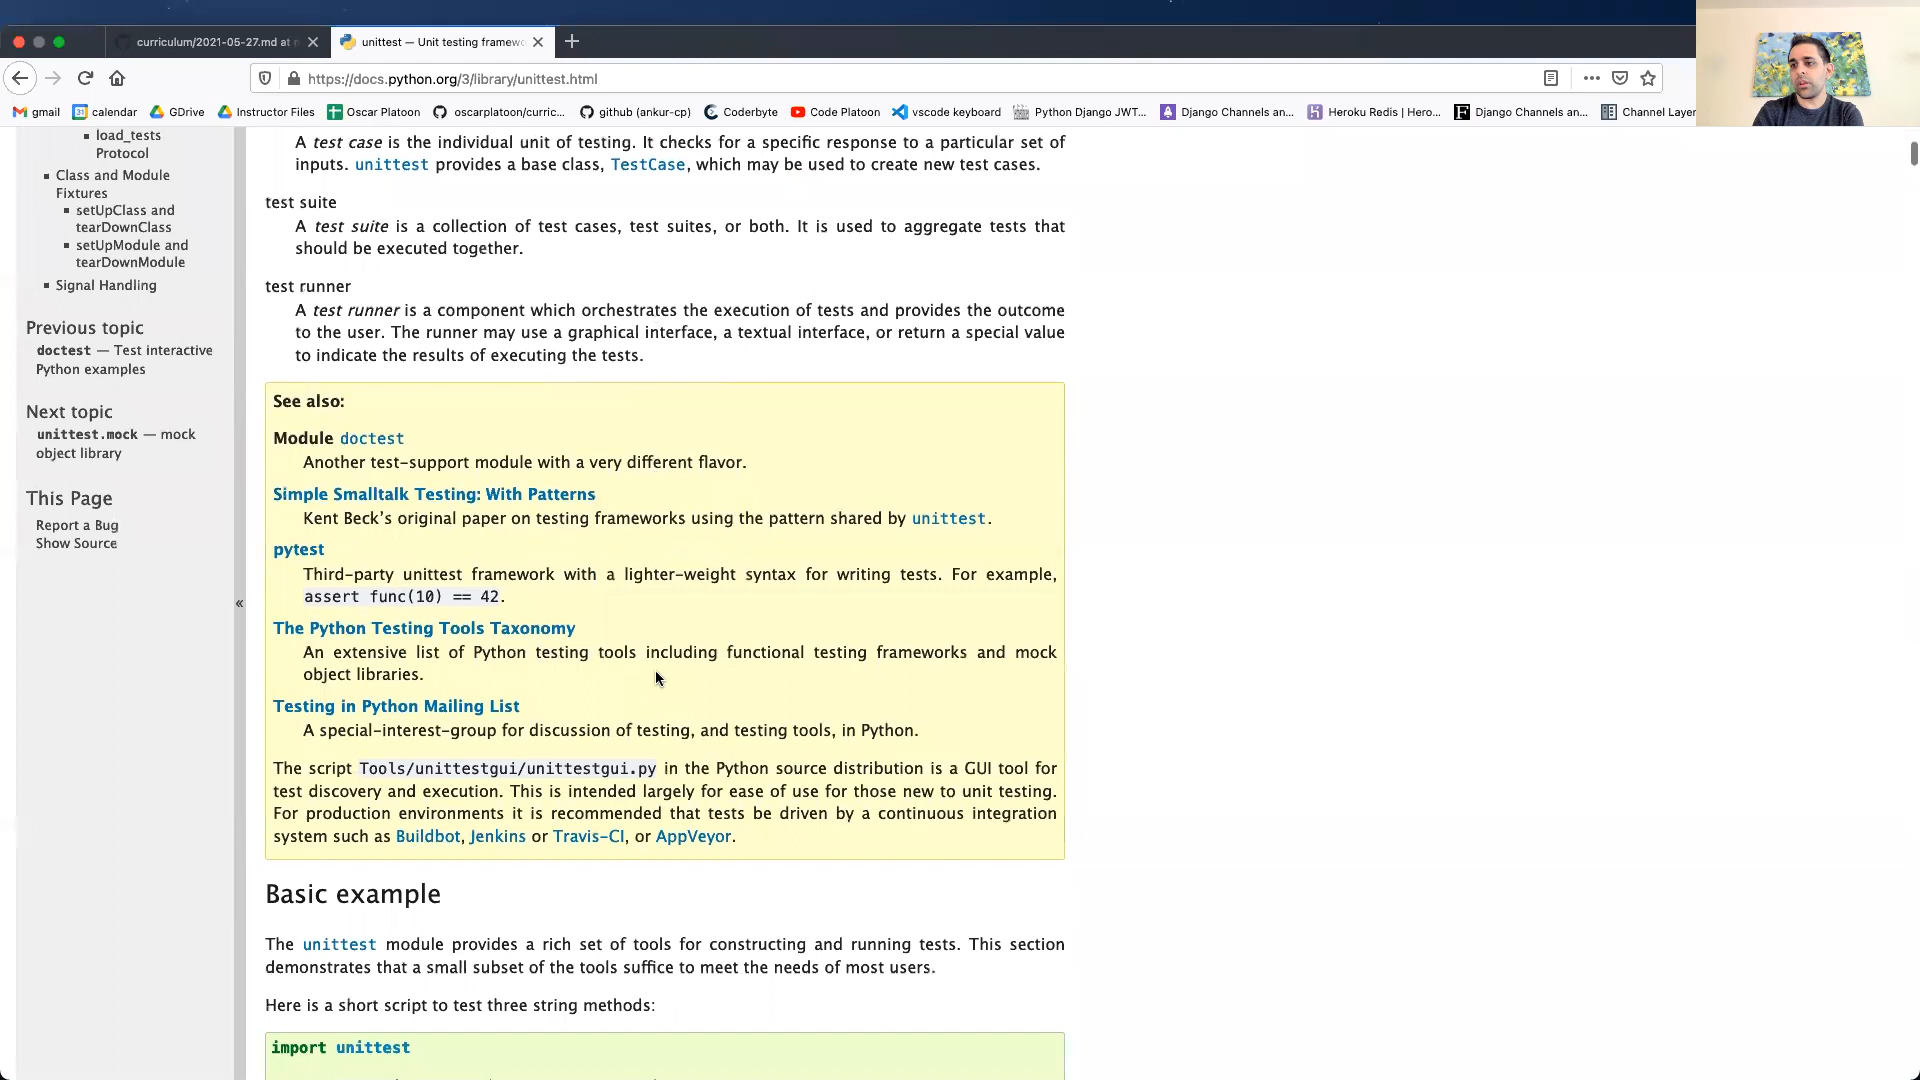 curriculum/2021-05-27.md at
unittest — Unit testing framew
https://docs.python.org/3/library/unittest.html
gmail
calendar
GDrive
Instructor Files
Oscar Platoon
oscarplatoon/curric...
github (ankur-cp)
Coderbyte
Code Platoon
vscode keyboard
Python Django JWT...
Django Channels an...
Heroku Redis | Hero...
Django Channels an...
Channel Layer
load_tests
Protocol
Class and Module
Fixtures
setUpClass and
tearDownClass
setUpModule and
tearDownModule
Signal Handling
Previous topic
doctest — Test interactive
Python examples
Next topic
unittest.mock — mock
object library
This Page
Report a Bug
Show Source
«
A test case is the individual unit of testing. It checks for a specific response to a particular set of
inputs. unittest provides a base class, TestCase, which may be used to create new test cases.
test suite
A test suite is a collection of test cases, test suites, or both. It is used to aggregate tests that
should be executed together.
test runner
A test runner is a component which orchestrates the execution of tests and provides the outcome
to the user. The runner may use a graphical interface, a textual interface, or return a special value
to indicate the results of executing the tests.
See also:
Module doctest
Another test-support module with a very different flavor.
Simple Smalltalk Testing: With Patterns
Kent Beck’s original paper on testing frameworks using the pattern shared by unittest.
pytest
Third-party unittest framework with a lighter-weight syntax for writing tests. For example,
assert func(10) == 42.
The Python Testing Tools Taxonomy
An extensive list of Python testing tools including functional testing frameworks and mock
object libraries.
Testing in Python Mailing List
A special-interest-group for discussion of testing, and testing tools, in Python.
The script Tools/unittestgui/unittestgui.py in the Python source distribution is a GUI tool for
test discovery and execution. This is intended largely for ease of use for those new to unit testing.
For production environments it is recommended that tests be driven by a continuous integration
system such as Buildbot, Jenkins or Travis-CI, or AppVeyor.
Basic example
The unittest module provides a rich set of tools for constructing and running tests. This section
demonstrates that a small subset of the tools suffice to meet the needs of most users.
Here is a short script to test three string methods:
import unittest